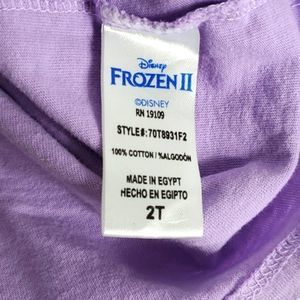 Disney
FROZEN II
©DISNEY
RN 19109
STYLE#:70T8931F2
100% COTTON / %ALGODÓN
MADE IN EGYPT
HECHO EN EGIPTO
2T